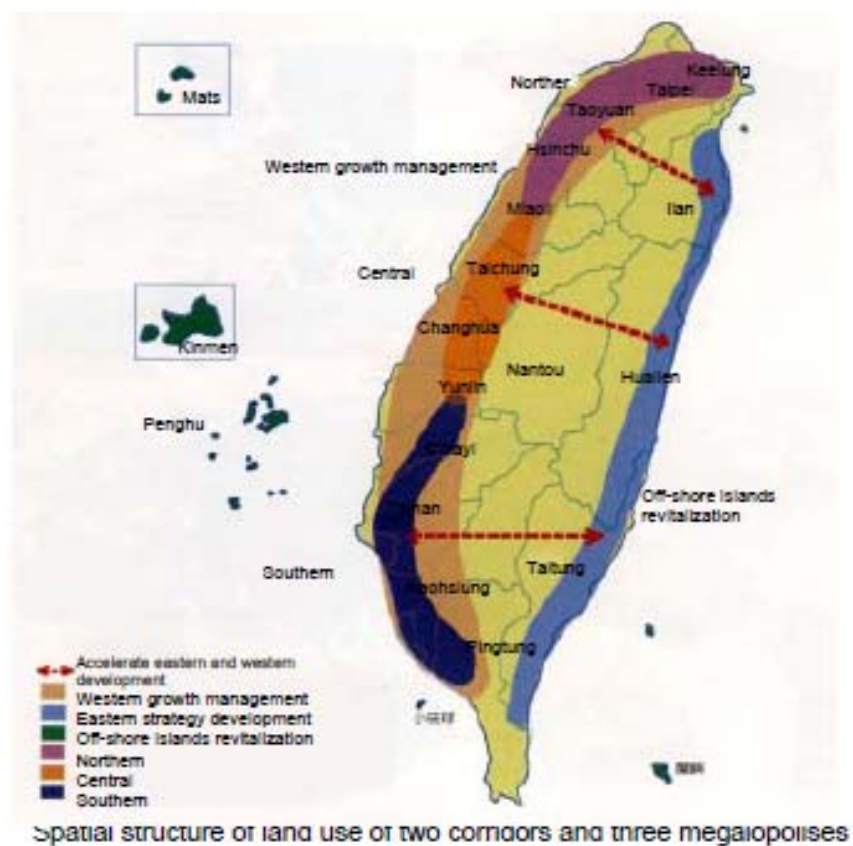 Keelung
Norther
Taipei
Mats
Taoyuan
Hsinchu
Western growth management
Miaoli
Ilan
Taichung
Central
Changhua
Kinmen
Nantou
Hualien
Yunlin
Penghu
Off-shore islands
revitalization
Taitung
Southern
Pingtung
Accelerate eastern and western
development
Western growth management
Eastern strategy development
Off-shore islands revitalization
Northern
Central
Southern
Spatial structure of land use of two corridors and three megalopolises